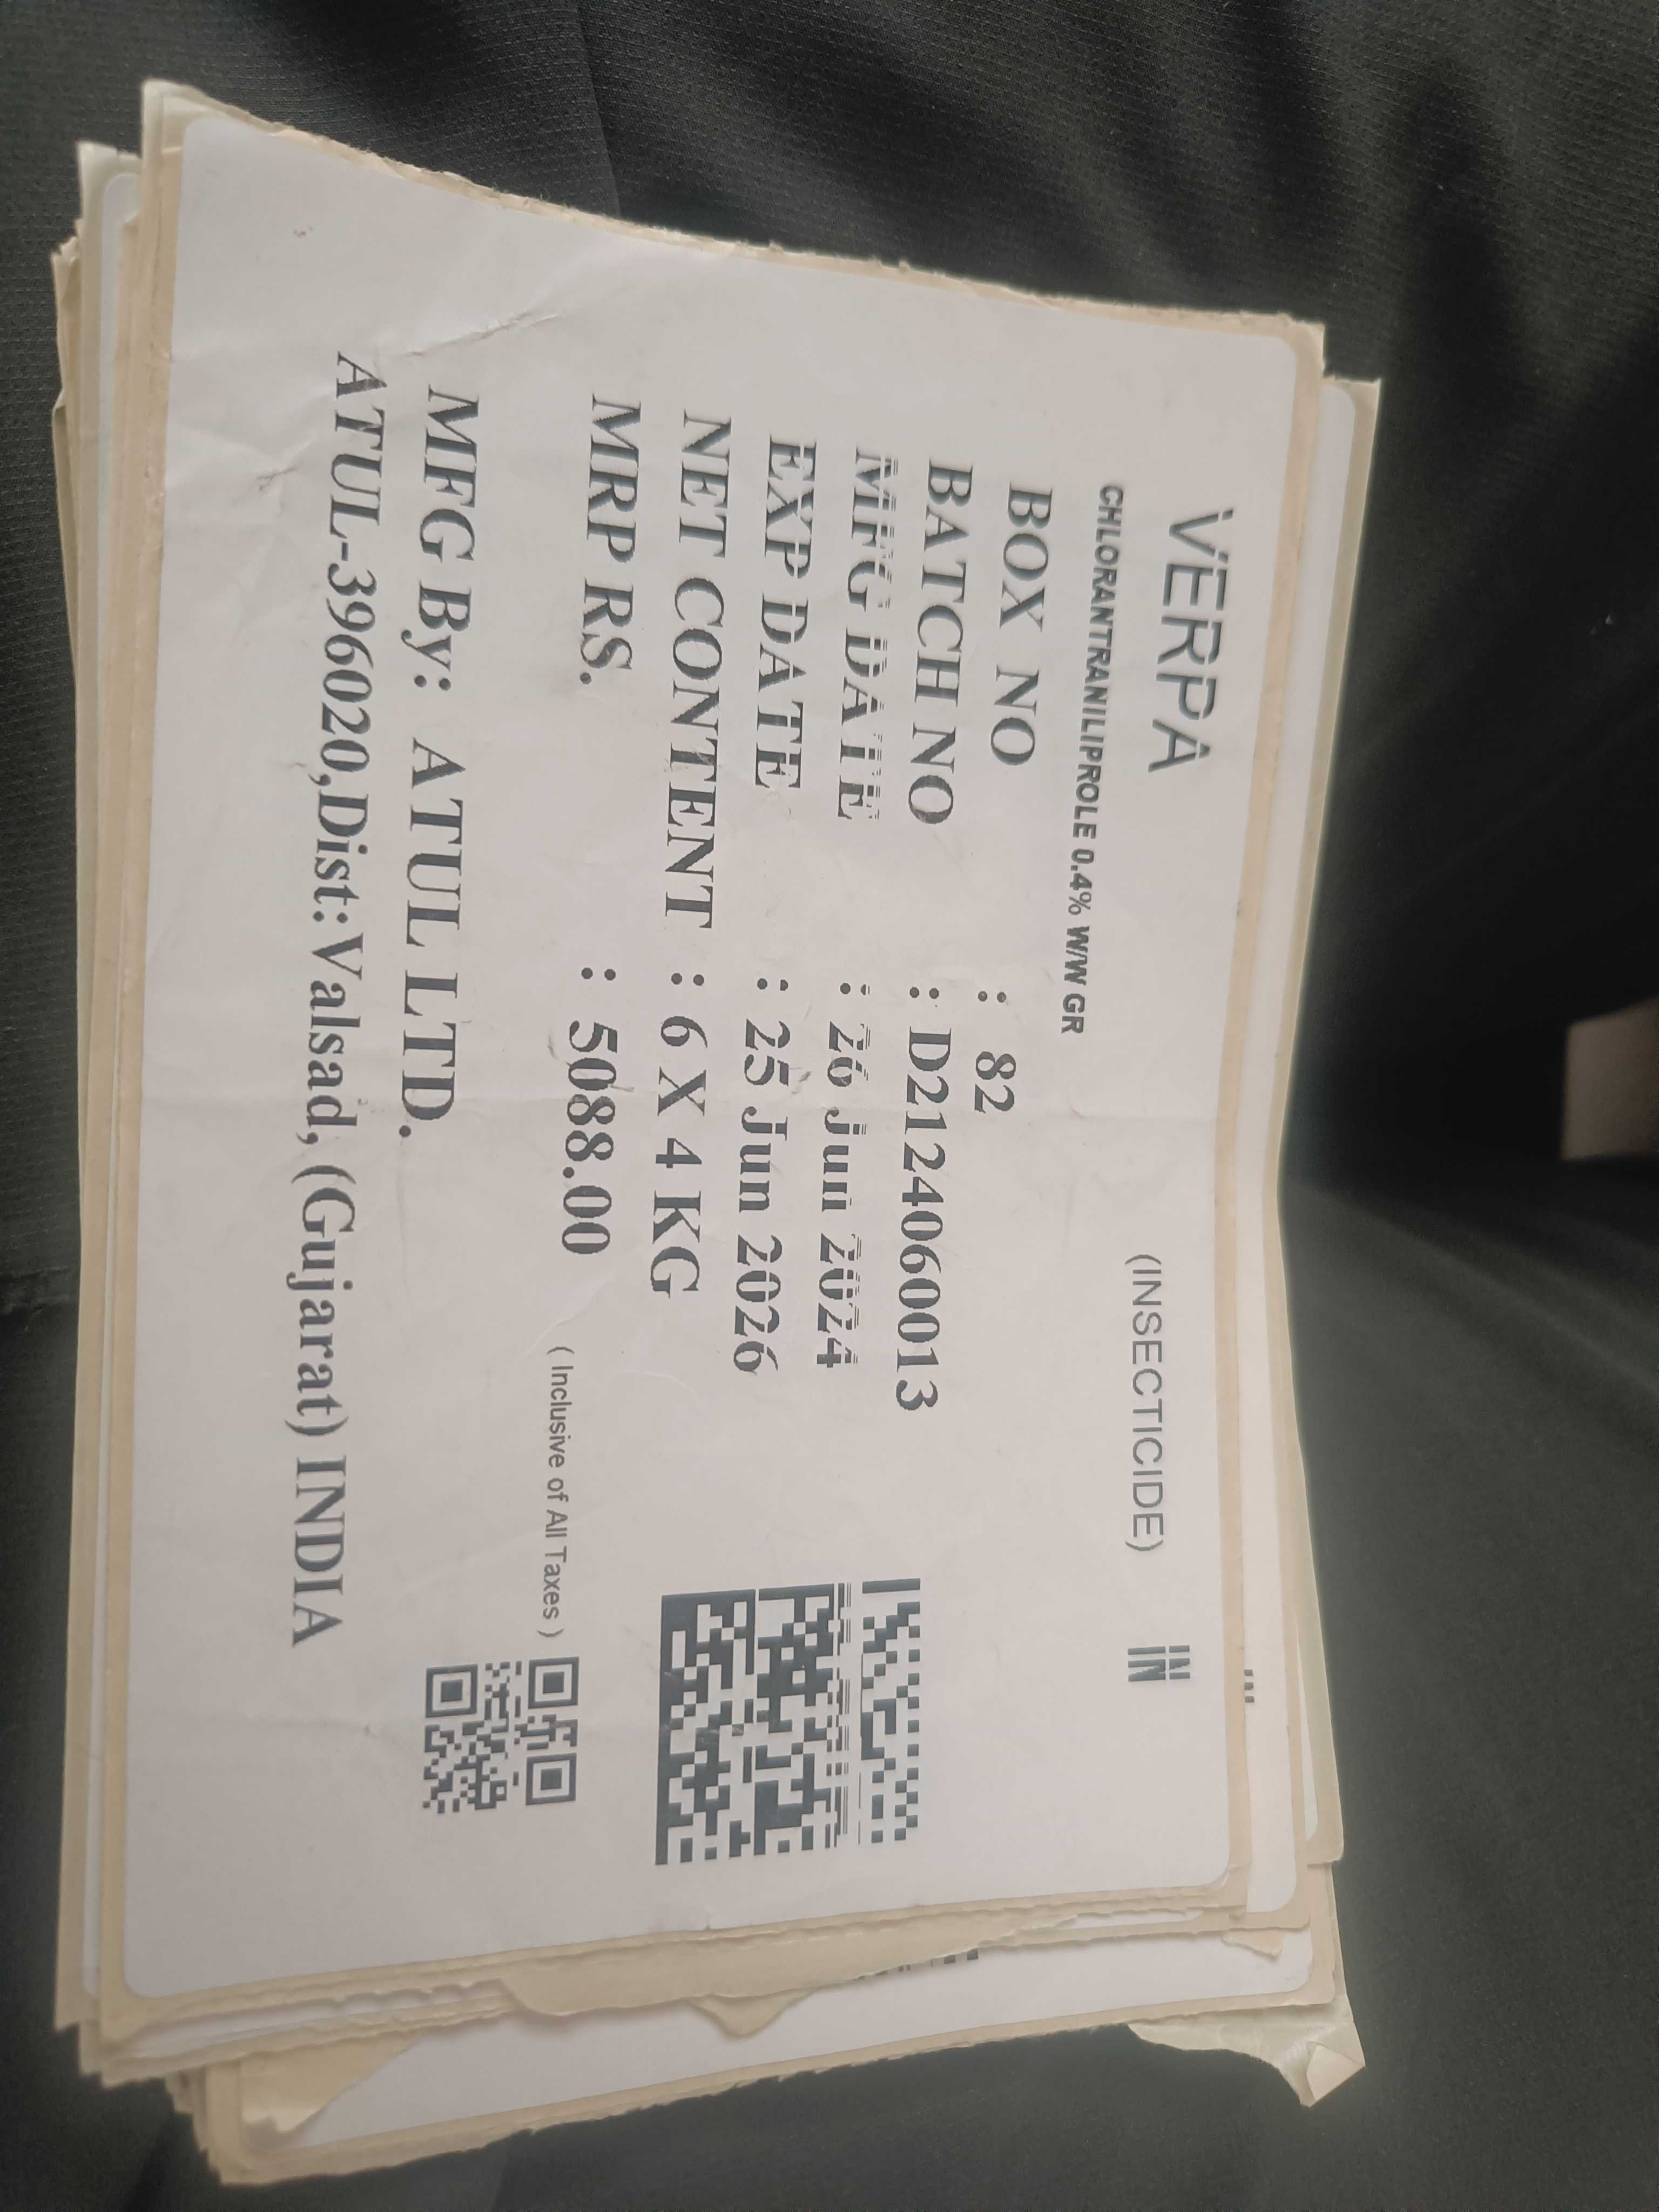 VERPA (INSECTICIDE) IN
CHLORANTRANILIPROLE 0.4% W/W GR
BOX NO : 82
BATCH NO : D2124060013
MFG DATE : 26 Jun 2024
EXP DATE : 25 Jun 2026
NET CONTENT : 6 X 4 KG
MRP RS. : 5088.00 ( Inclusive of All Taxes )
MFG By: ATUL LTD.
ATUL-396020,Dist:Valsad, (Gujarat) INDIA